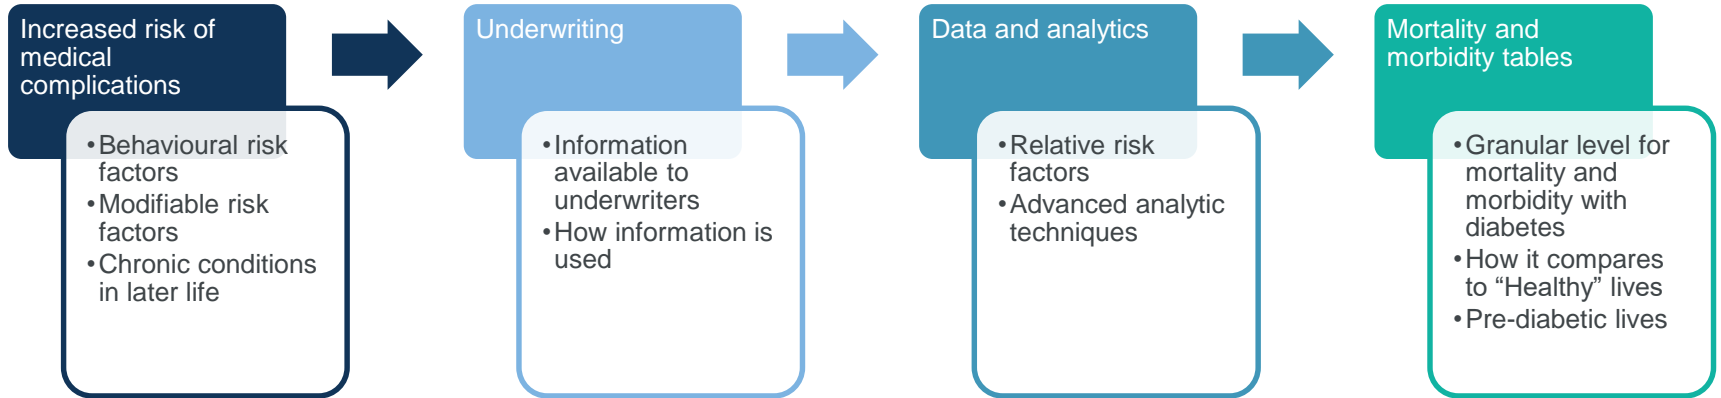 Increased risk of
medical
complications
•Behavioural risk
factors
•Modifiable risk
factors
•Chronic conditions
in later life
Underwriting
•Information
available to
underwriters
•How information is
used
Data and analytics
•Relative risk
factors
•Advanced analytic
techniques
Mortality and
morbidity tables
•Granular level for
mortality and
morbidity with
diabetes
•How it compares
to “Healthy” lives
•Pre-diabetic lives